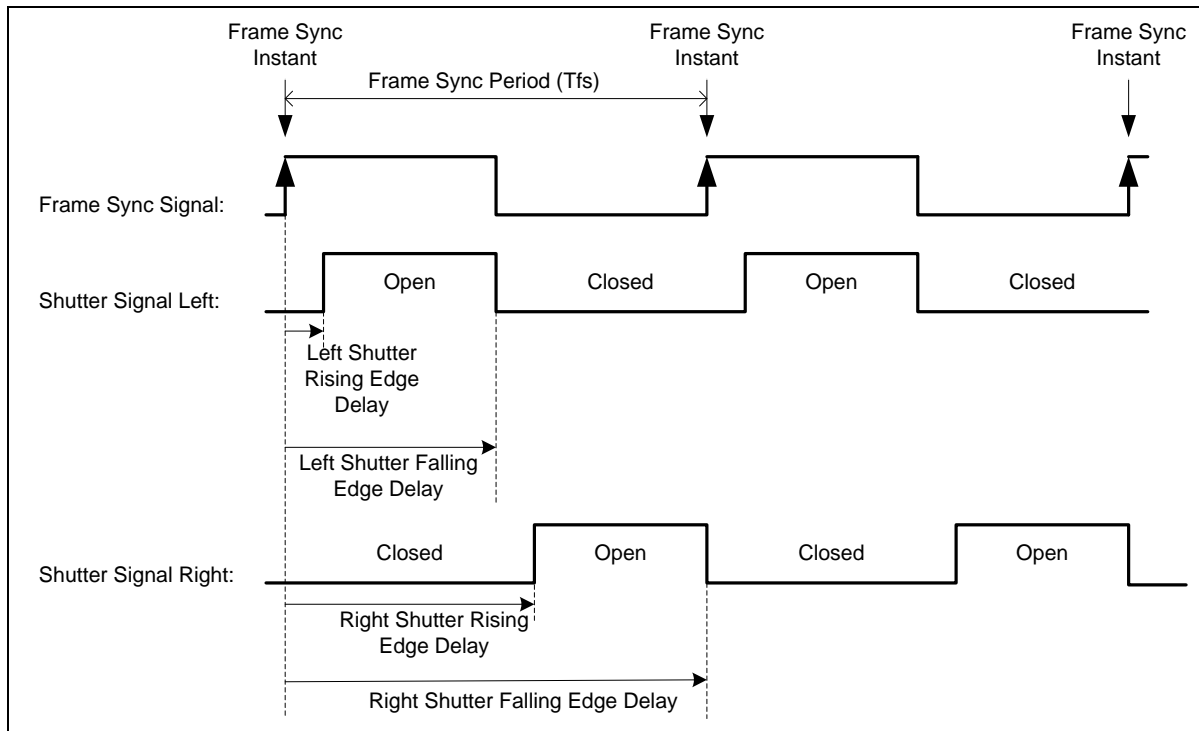 Frame Sync
Instant
Frame Sync
Instant
Frame Sync
Instant
Frame Sync Period (Tfs)
Frame Sync Signal:
Shutter Signal Left:
Open
Closed
Open
Closed
Left Shutter
Rising Edge
Delay
Left Shutter Falling
Edge Delay
Shutter Signal Right:
Closed
Open
Closed
Open
Right Shutter Rising
Edge Delay
Right Shutter Falling Edge Delay